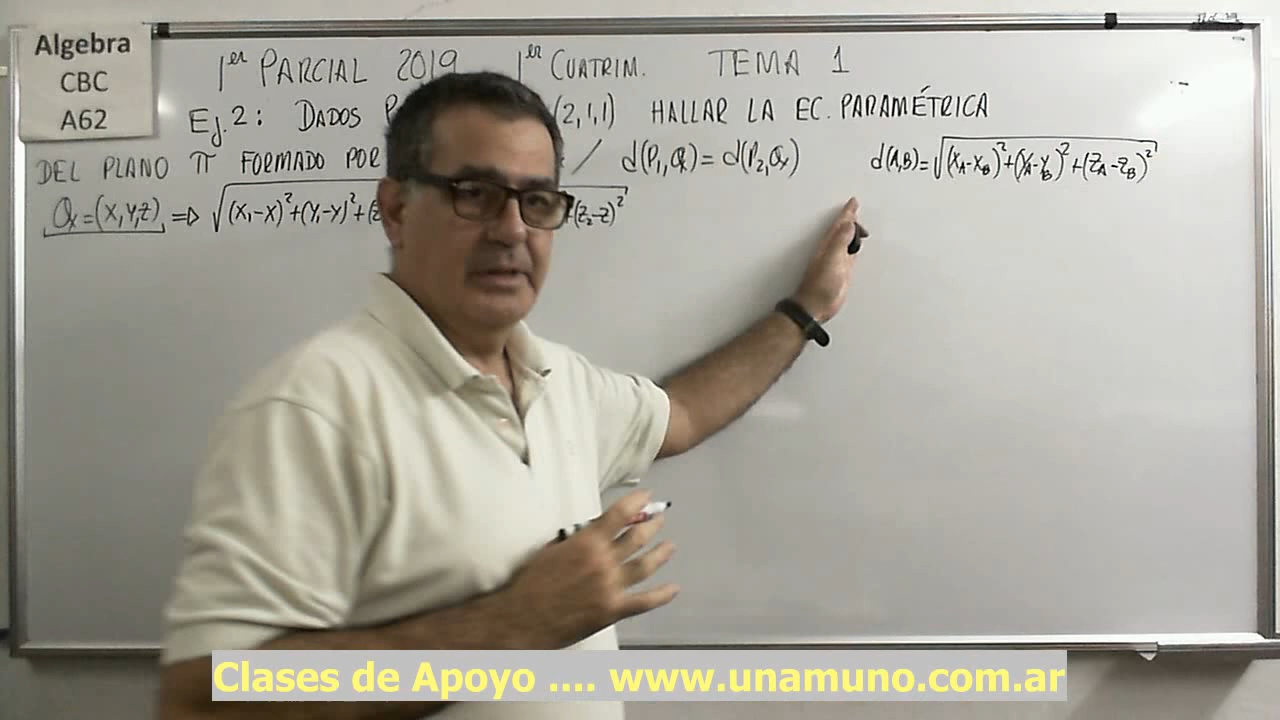 Algebra
CBC
A62
1er PARCIAL 2019 1er CUATRIM. TEMA 1
Ej.2: DADOS P (2,1,1) HALLAR LA EC. PARAMÉTRICA
DEL PLANO π FORMADO POR / d(P₁,Qx) = d(P₂,Qx) d(A,B)=√(XA-XB)²+(YA-YB)²+(ZA-ZB)²
Qx=(X,Y,Z) ⇒ √(X₁-X)²+(Y₁-Y)²+(Z +(Z₂-Z)²
Clases de Apoyo .... www.unamuno.com.ar